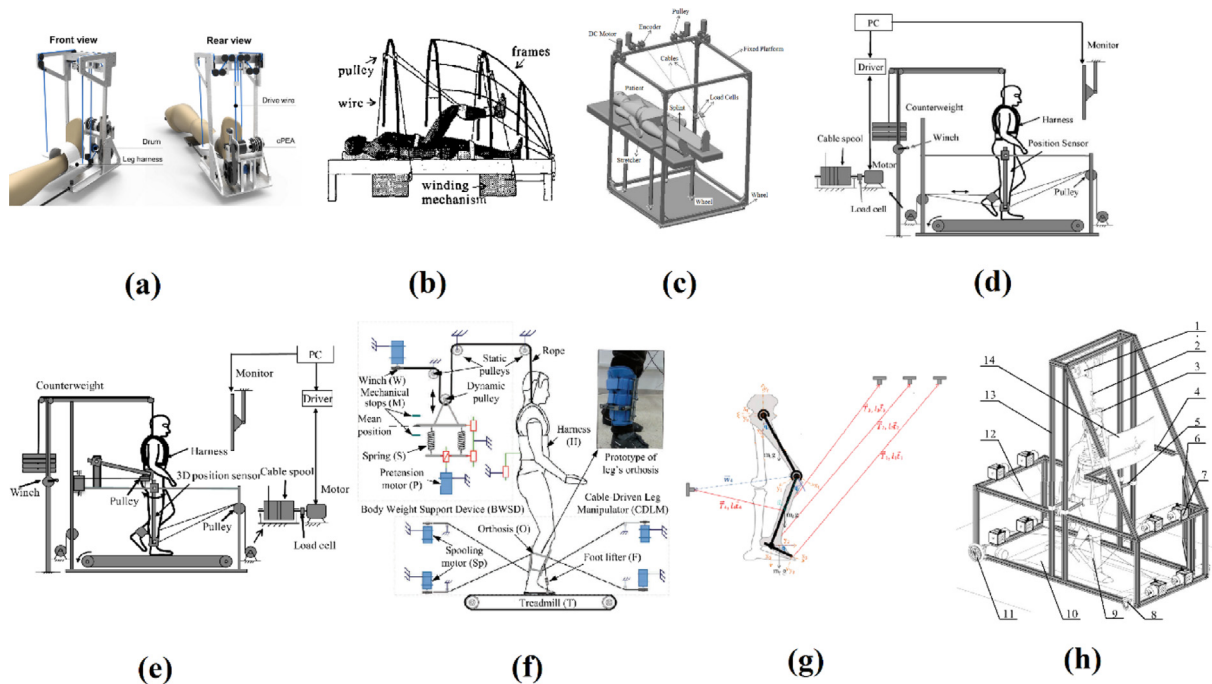 Front view
Rear view
Drive wire
Drum
cPEA
Leg harness
(a)
frames
pulley
wire
winding
mechanism
(b)
Pulley
Encoder
DC Motor
Fixed Platform
Cables
Patient
Splint
Load Cells
Stretcher
Wheel
Wheel
(c)
PC
Monitor
Driver
Counterweight
Harness
Winch
Position Sensor
Cable spool
Motor
Pulley
Load cell
(d)
PC
Monitor
Counterweight
Driver
Harness
3D position sensor
Cable spool
Winch
Motor
Pulley
Pulley
Load cell
(e)
Static
pulleys
Rope
Winch (W)
Mechanical
stops (M)
Dynamic
pulley
Mean
position
Harness
(H)
Spring (S)
Prototype of
leg's orthosis
Pretension
motor (P)
Cable-Driven Leg
Manipulator (CDLM)
Body Weight Support Device (BWSD)
Orthosis (O)
Foot lifter (F)
Spooling
motor (Sp)
Treadmill (T)
(f)
(g)
1
2
14
3
13
4
12
5
6
7
11
10
9
8
(h)